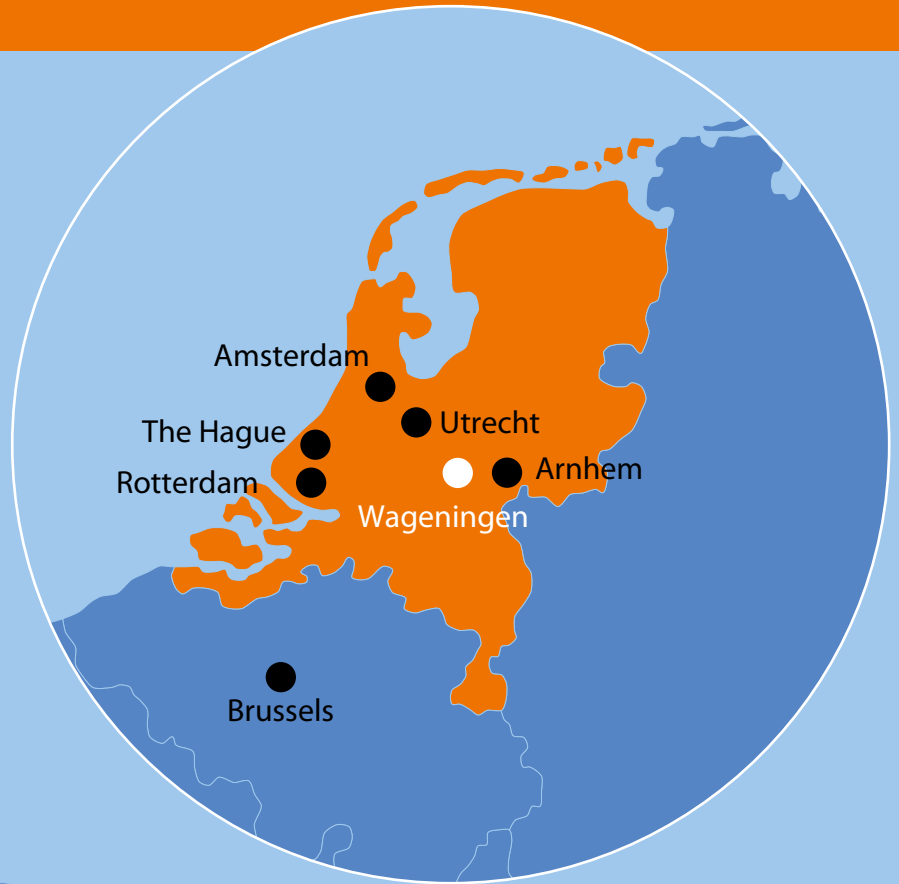 Amsterdam
Utrecht
The Hague
Arnhem
Rotterdam
Wageningen
Brussels